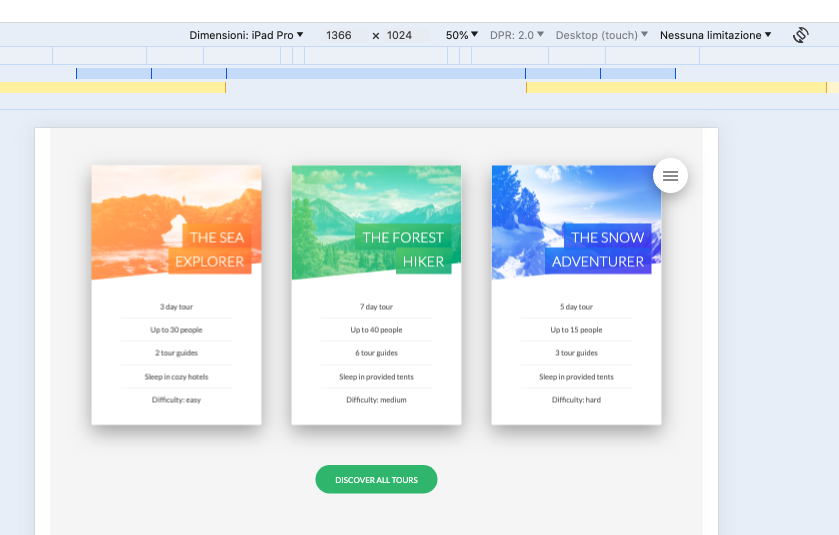 Dimensioni: iPad Pro 1366 × 1024 50% DPR: 2.0 Desktop (touch) Nessuna limitazione
THE SEA
EXPLORER
3 day tour
Up to 30 people
2 tour guides
Sleep in cozy hotels
Difficulty: easy
THE FOREST
HIKER
7 day tour
Up to 40 people
6 tour guides
Sleep in provided tents
Difficulty: medium
THE SNOW
ADVENTURER
5 day tour
Up to 15 people
3 tour guides
Sleep in provided tents
Difficulty: hard
DISCOVER ALL TOURS